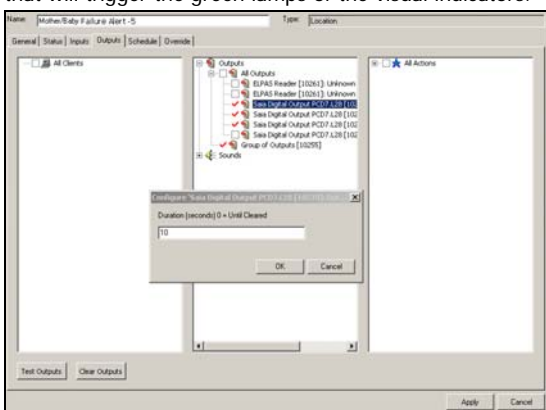 that will trigger the green lamps of the visual indicators.
Name: Mother/Baby Failure Alert -5 Type: Location
General Status Inputs Outputs Schedule Override
All Clients
Outputs
All Outputs
ELPAS Reader [10261]: Unknown
ELPAS Reader [10261]: Unknown
Saia Digital Output PCD7.L28 [102
Saia Digital Output PCD7.L28 [102
Saia Digital Output PCD7.L28 [102
Saia Digital Output PCD7.L28 [102
Group of Outputs [10255]
Sounds
All Actions
Configure "Saia Digital Output PCD7.L28
Duration (seconds) 0 = Until Cleared
10
OK Cancel
Test Outputs Clear Outputs
Apply Cancel